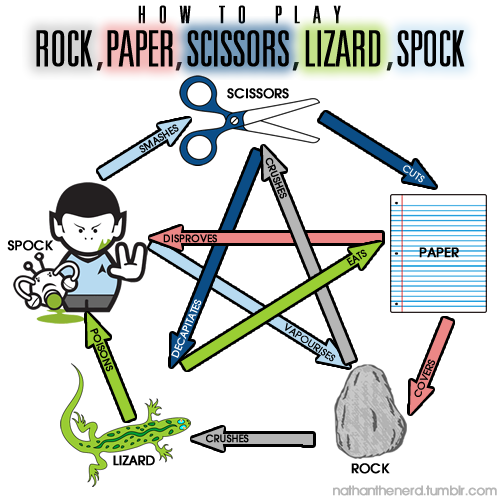 HOW TO PLAY
ROCK, PAPER, SCISSORS, LIZARD, SPOCK
SCISSORS
SMASHES
CUTS
CRUSHES
DISPROVES
SPOCK
PAPER
EATS
DECAPITATES
VAPOURISES
POISONS
COVERS
CRUSHES
LIZARD
ROCK
nathanthenerd.tumblr.com